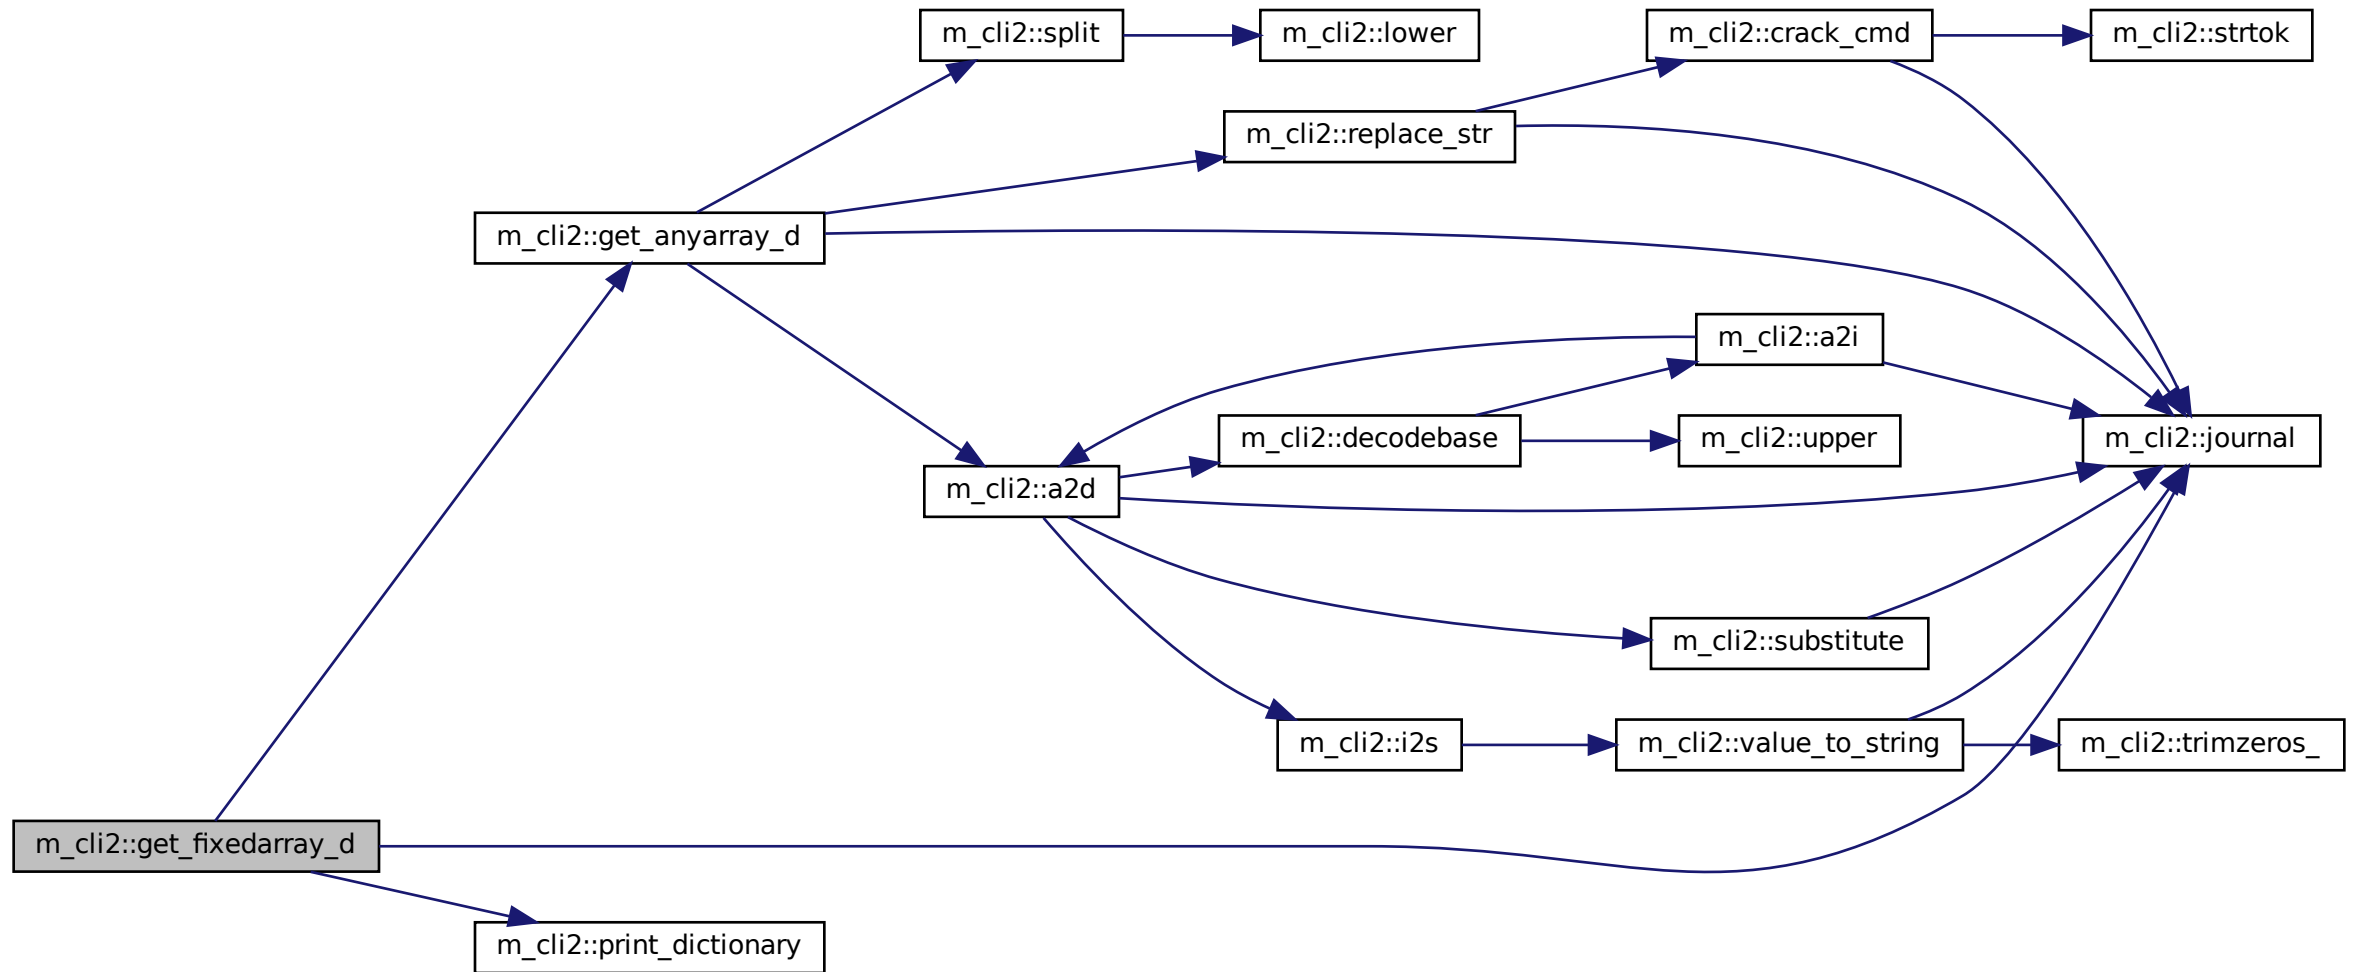 m_cli2::split
m_cli2::lower
m_cli2::crack_cmd
m_cli2::strtok
m_cli2::replace_str
m_cli2::get_anyarray_d
m_cli2::a2i
m_cli2::decodebase
m_cli2::upper
m_cli2::journal
m_cli2::a2d
m_cli2::substitute
m_cli2::i2s
m_cli2::value_to_string
m_cli2::trimzeros_
m_cli2::get_fixedarray_d
m_cli2::print_dictionary